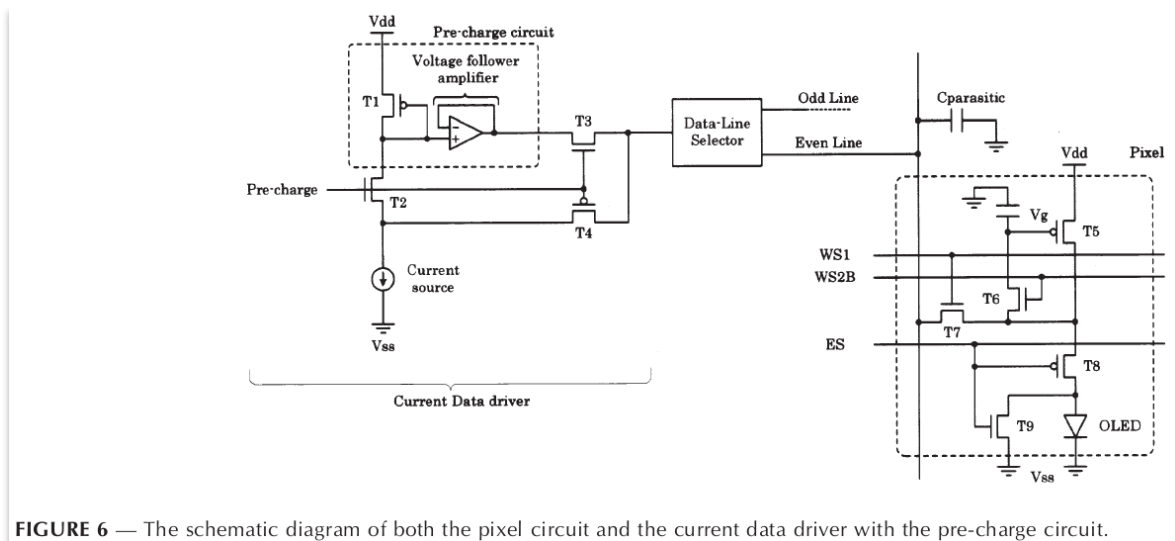 Vdd
Pre-charge circuit
Voltage follower
amplifier
T1
T3
Odd Line
Cparasitic
Data-Line
Selector
Even Line
Vdd
Pixel
Pre-charge
T2
T4
Vg
T5
WS1
WS2B
Current
source
T6
T7
ES
Vss
T8
T9
OLED
Current Data driver
Vss
FIGURE 6 — The schematic diagram of both the pixel circuit and the current data driver with the pre-charge circuit.